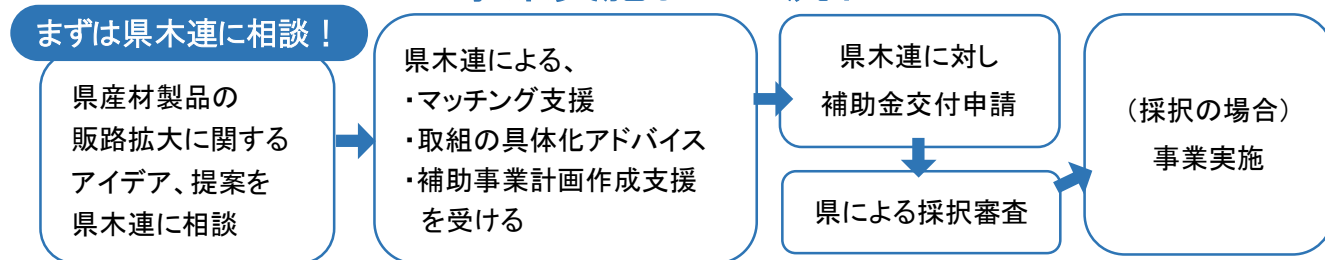 まずは県木連に相談！
県産材製品の
販路拡大に関する
アイデア、提案を
県木連に相談
県木連による、
・マッチング支援
・取組の具体化アドバイス
・補助事業計画作成支援
を受ける
県木連に対し
補助金交付申請
県による採択審査
（採択の場合）
事業実施